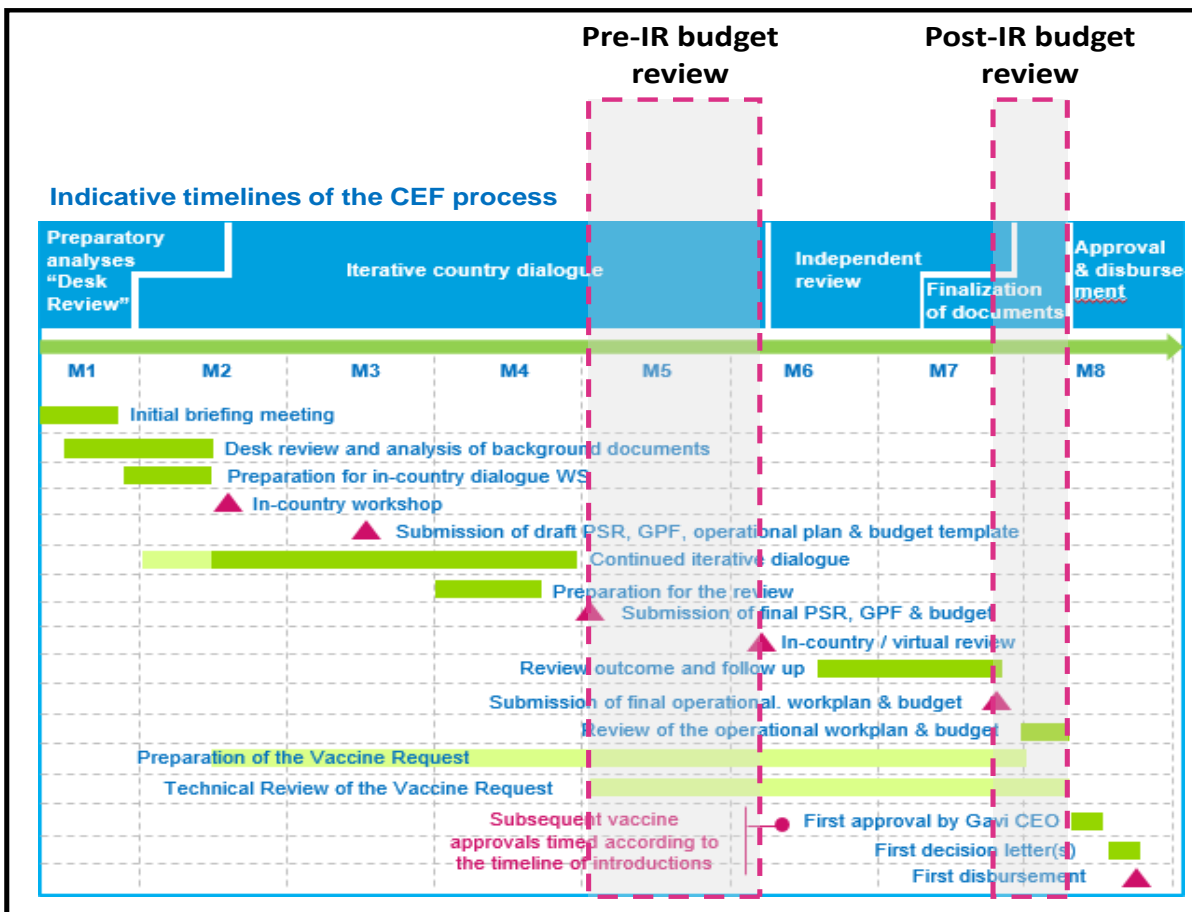 Pre-IR budget
review
Post-IR budget
review
Indicative timelines of the CEF process
Preparatory
analyses
“Desk
Review”
Iterative country dialogue
Independent
review
Finalization
of documents
Approval
& disburse
ment
M1 M2 M3 M4 M5 M6 M7 M8
Initial briefing meeting
Desk review and analysis of background documents
Preparation for in-country dialogue WS
In-country workshop
Submission of draft PSR, GPF, operational plan & budget template
Continued iterative dialogue
Preparation for the review
Submission of final PSR, GPF & budget
In-country / virtual review
Review outcome and follow up
Submission of final operational. workplan & budget
Review of the operational workplan & budget
Preparation of the Vaccine Request
Technical Review of the Vaccine Request
Subsequent vaccine
approvals timed according to
the timeline of introductions
First approval by Gavi CEO
First decision letter(s)
First disbursement